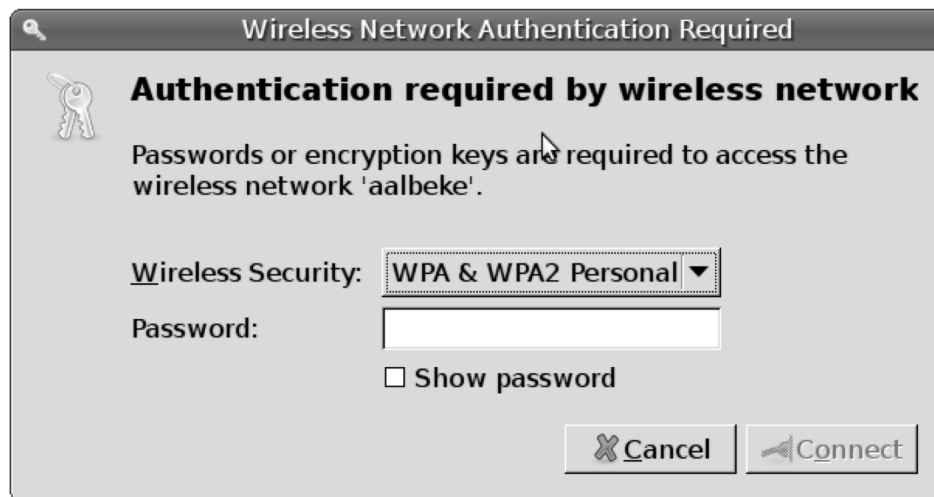 Wireless Network Authentication Required
Authentication required by wireless network
Passwords or encryption keys are required to access the
wireless network 'aalbeke'.
Wireless Security: WPA & WPA2 Personal
Password:
Show password
Cancel Connect